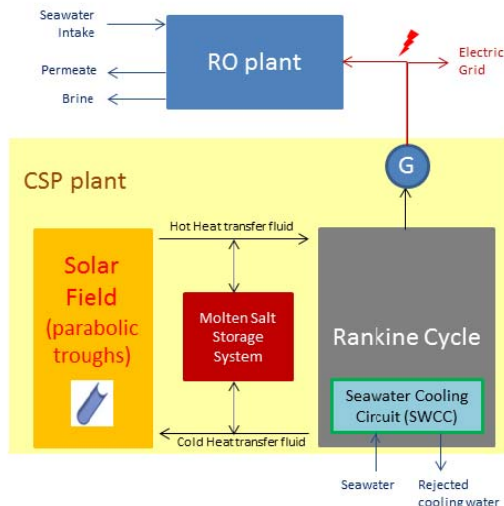 Seawater
Intake
Permeate
Brine
RO plant
Electric
Grid
G
CSP plant
Hot Heat transfer fluid
Solar
Field
(parabolic
troughs)
Molten Salt
Storage
System
Rankine Cycle
Seawater Cooling
Circuit (SWCC)
Cold Heat transfer fluid
Seawater
Rejected
cooling water